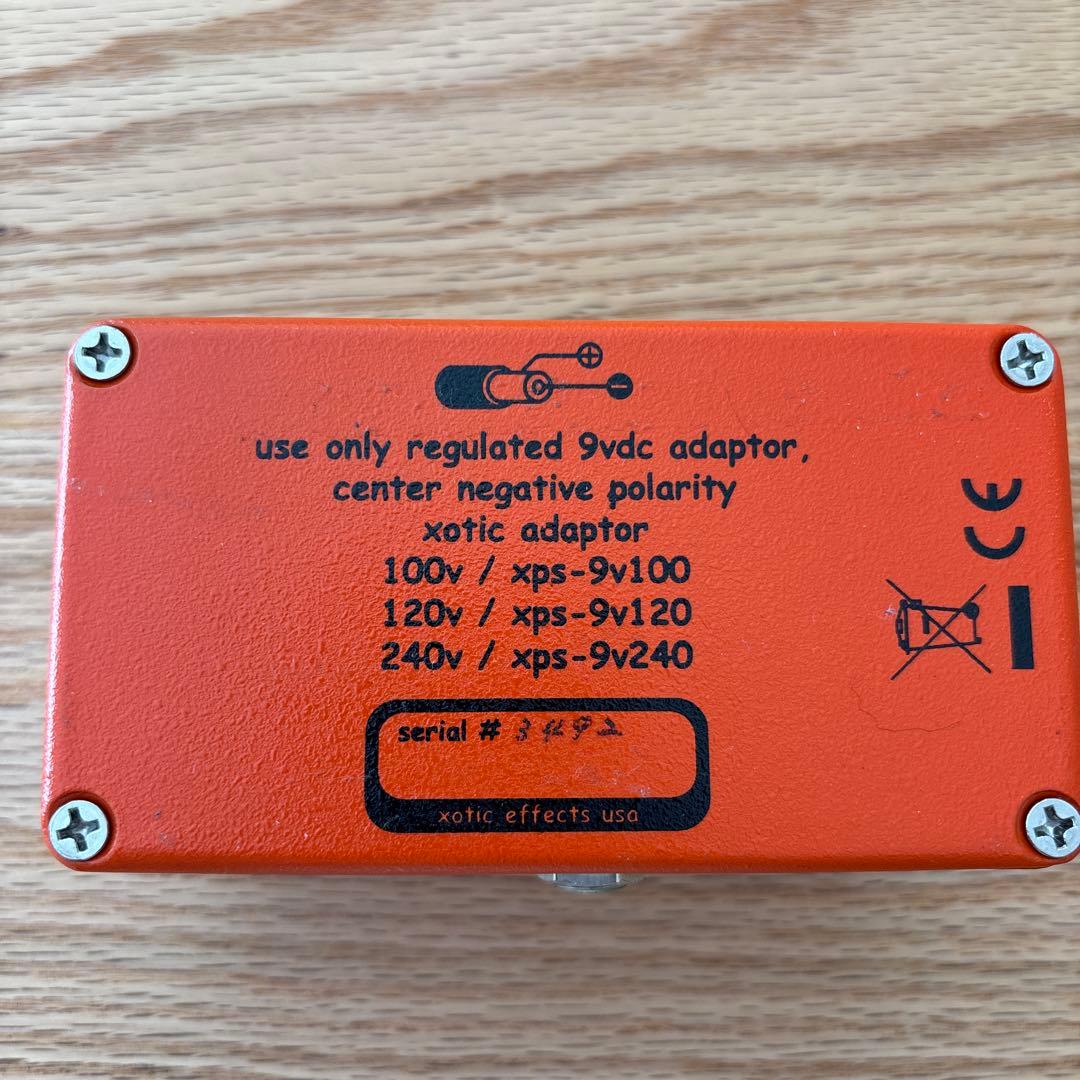 use only regulated 9vdc adaptor,
center negative polarity
xotic adaptor
100v / xps-9v100
120v / xps-9v120
240v / xps-9v240
CE
serial #
xotic effects usa